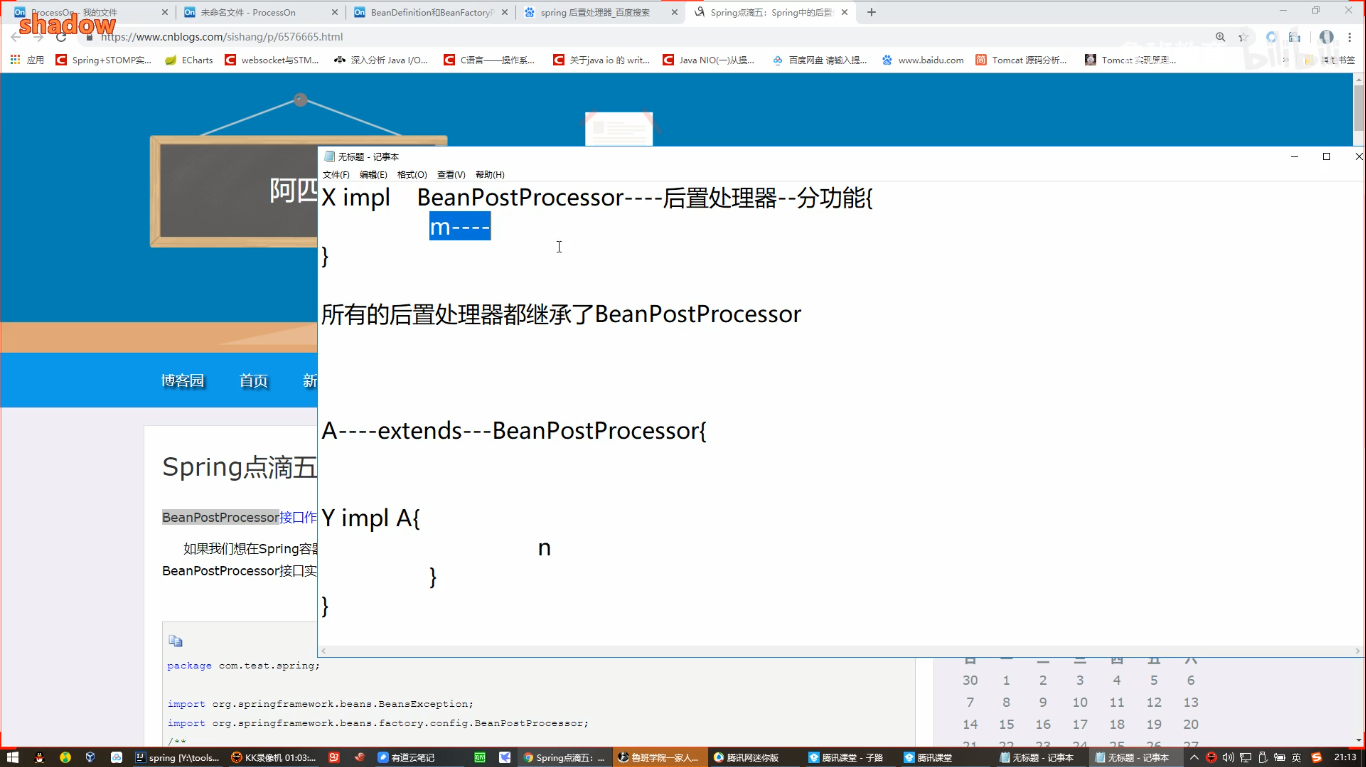 ProcessOn - 我的文件
未命名文件 - ProcessOn
BeanDefinition和BeanFactoryP
spring 后置处理器_百度搜索
Spring点滴五：Spring中的后置
shadow
https://www.cnblogs.com/sishang/p/6576665.html
bilibili
应用
Spring+STOMP实...
ECharts
websocket与STM...
深入分析 Java I/O...
C语言——操作系...
关于java io 的 writ...
Java NIO(一)从操...
百度网盘 请输入提...
www.baidu.com
Tomcat 源码分析...
阿四
无标题 - 记事本
文件(F) 编辑(E) 格式(O) 查看(V) 帮助(H)
X impl BeanPostProcessor----后置处理器--分功能{
m----
}
所有的后置处理器都继承了BeanPostProcessor
博客园 首页 新
A----extends---BeanPostProcessor{
Spring点滴五
BeanPostProcessor接口作
Y impl A{
如果我们想在Spring容器
n
BeanPostProcessor接口实
}
}
package com.test.spring;
import org.springframework.beans.BeansException;
import org.springframework.beans.factory.config.BeanPostProcessor;
/**
日 一 二 三 四 五 六
30 1 2 3 4 5 6
7 8 9 10 11 12 13
14 15 16 17 18 19 20
21 22 23 24 25 26 27
spring [Y:\tools...
KK录像机 01:03:...
有道云笔记
Spring点滴五：...
鲁班学院一家人...
腾讯网迷你版
腾讯课堂 - 子路
腾讯课堂
无标题 - 记事本
无标题 - 记事本
英
21:13